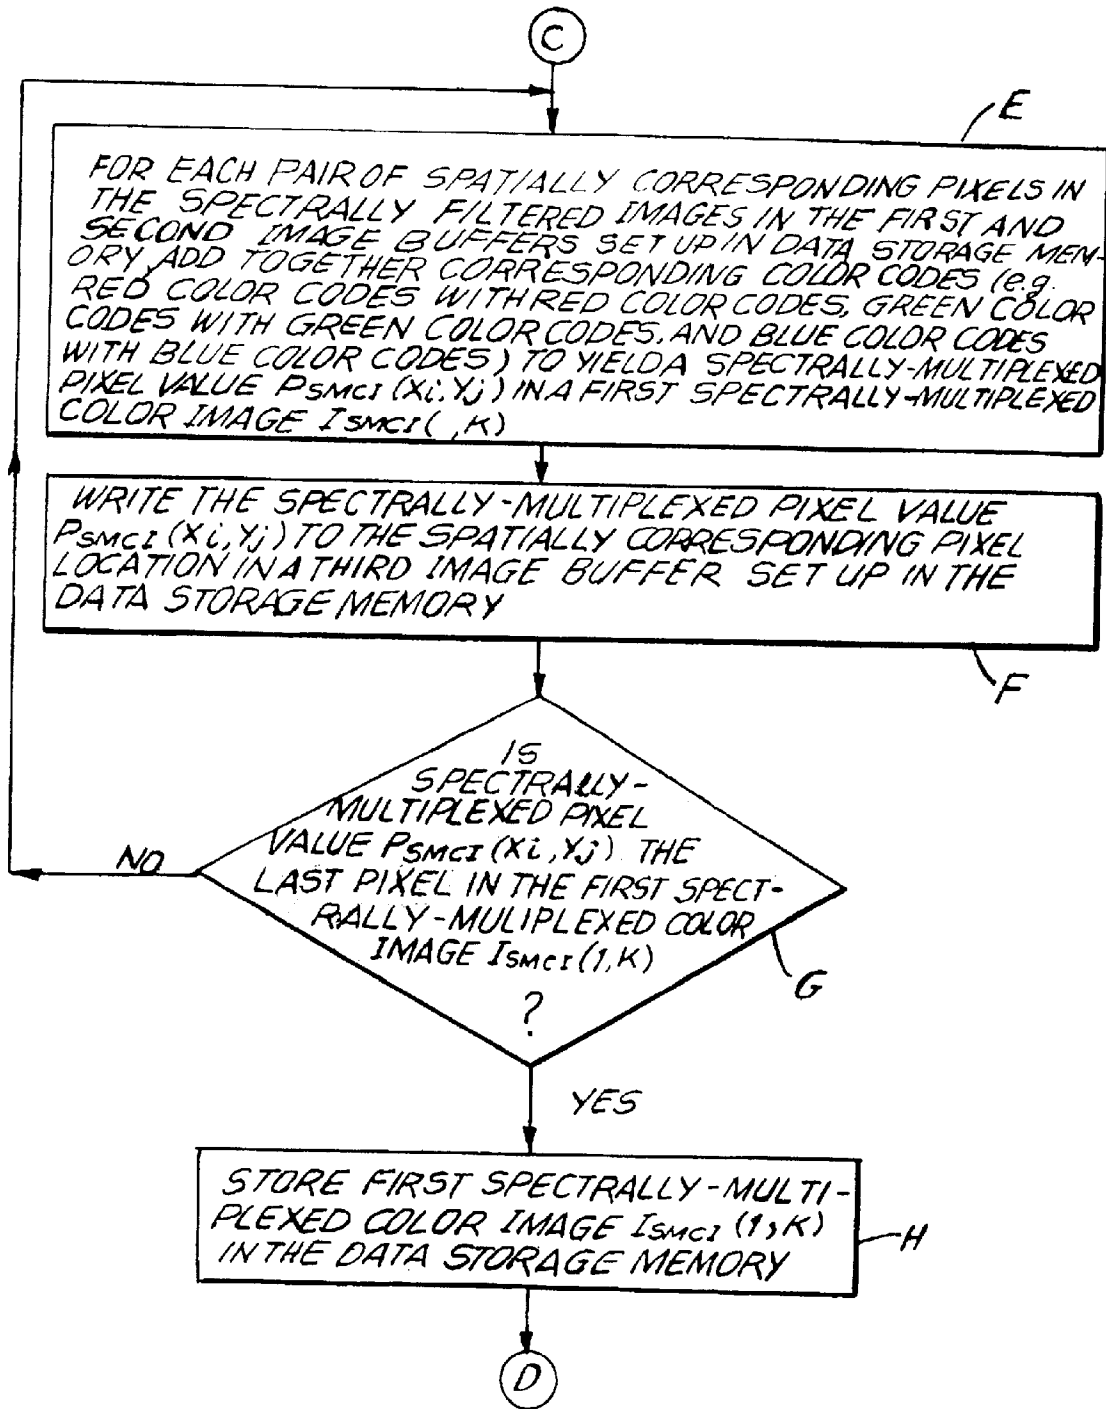 C
E
FOR EACH PAIR OF SPATIALLY CORRESPONDING PIXELS IN
THE SPECTRALLY FILTERED IMAGES IN THE FIRST AND
SECOND IMAGE BUFFERS SET UP IN DATA STORAGE MEM-
ORY, ADD TOGETHER CORRESPONDING COLOR CODES (e.g.
RED COLOR CODES WITH RED COLOR CODES, GREEN COLOR
CODES WITH GREEN COLOR CODES, AND BLUE COLOR CODES
WITH BLUE COLOR CODES) TO YIELD A SPECTRALLY-MULTIPLEXED
PIXEL VALUE PSMCI (Xi, Yj) IN A FIRST SPECTRALLY-MULTIPLEXED
COLOR IMAGE ISMCI ( ,K)
WRITE THE SPECTRALLY-MULTIPLEXED PIXEL VALUE
PSMCI (Xi, Yj) TO THE SPATIALLY CORRESPONDING PIXEL
LOCATION IN A THIRD IMAGE BUFFER SET UP IN THE
DATA STORAGE MEMORY
F
IS
SPECTRALLY-
MULTIPLEXED PIXEL
VALUE PSMCI (Xi, Yj) THE
LAST PIXEL IN THE FIRST SPECT-
RALLY-MULIPLEXED COLOR
IMAGE ISMCI (1,K)
?
NO
G
YES
STORE FIRST SPECTRALLY-MULTI-
PLEXED COLOR IMAGE ISMCI (1,K)
IN THE DATA STORAGE MEMORY
H
D